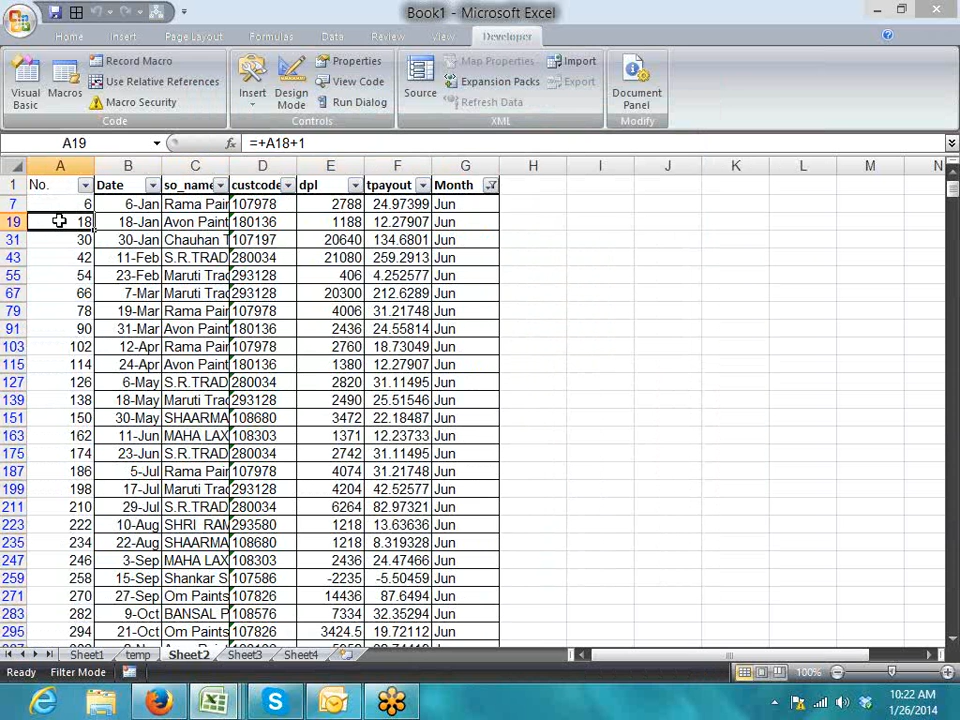 Book1 - Microsoft Excel
Home Insert Page Layout Formulas Data Review View Developer
Visual Basic
Macros
Record Macro
Use Relative References
Macro Security
Code
Insert
Design Mode
Properties
View Code
Run Dialog
Controls
Source
Map Properties
Expansion Packs
Refresh Data
Import
Export
XML
Document Panel
Modify
A19 fx =+A18+1
A B C D E F G H I J K L M N
1 No. Date so_name custcode dpl tpayout Month
7 6 6-Jan Rama Pai 107978 2788 24.97399 Jun
19 18 18-Jan Avon Paint 180136 1188 12.27907 Jun
31 30 30-Jan Chauhan T 107197 20640 134.6801 Jun
43 42 11-Feb S.R.TRAD 280034 21080 259.2913 Jun
55 54 23-Feb Maruti Trad 293128 406 4.252577 Jun
67 66 7-Mar Maruti Trad 293128 20300 212.6289 Jun
79 78 19-Mar Rama Pai 107978 4006 31.21748 Jun
91 90 31-Mar Avon Paint 180136 2436 24.55814 Jun
103 102 12-Apr Rama Pai 107978 2760 18.73049 Jun
115 114 24-Apr Avon Paint 180136 1380 12.27907 Jun
127 126 6-May S.R.TRAD 280034 2820 31.11495 Jun
139 138 18-May Maruti Trad 293128 2490 25.51546 Jun
151 150 30-May SHAARMA 108680 3472 22.18487 Jun
163 162 11-Jun MAHA LAX 108303 1371 12.23733 Jun
175 174 23-Jun S.R.TRAD 280034 2742 31.11495 Jun
187 186 5-Jul Rama Pai 107978 4074 31.21748 Jun
199 198 17-Jul Maruti Trad 293128 4204 42.52577 Jun
211 210 29-Jul S.R.TRAD 280034 6264 82.97321 Jun
223 222 10-Aug SHRI RAM 293580 1218 13.63636 Jun
235 234 22-Aug SHAARMA 108680 1218 8.319328 Jun
247 246 3-Sep MAHA LAX 108303 2436 24.47466 Jun
259 258 15-Sep Shankar S 107586 -2235 -5.50459 Jun
271 270 27-Sep Om Paints 107826 14436 87.6494 Jun
283 282 9-Oct BANSAL P 108576 7334 32.35294 Jun
295 294 21-Oct Om Paints 107826 3424.5 19.72112 Jun
Sheet1 temp Sheet2 Sheet3 Sheet4
Ready Filter Mode 100%
10:22 AM
1/26/2014